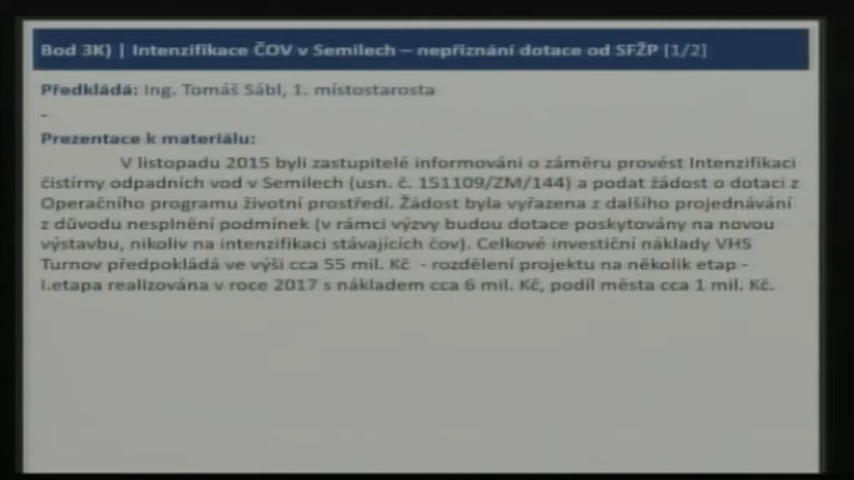 Bod 3K) | Intenzifikace ČOV v Semilech – nepřiznání dotace od SFŽP [1/2]
Předkládá: Ing. Tomáš Sábl, 1. místostarosta
-
Prezentace k materiálu:
V listopadu 2015 byli zastupitelé informováni o záměru provést Intenzifikaci
čistírny odpadních vod v Semilech (usn. č. 151109/ZM/144) a podat žádost o dotaci z
Operačního programu životní prostředí. Žádost byla vyřazena z dalšího projednávání
z důvodu nesplnění podmínek (v rámci výzvy budou dotace poskytovány na novou
výstavbu, nikoliv na intenzifikaci stávajících čov). Celkové investiční náklady VHS
Turnov předpokládá ve výši cca 55 mil. Kč - rozdělení projektu na několik etap -
I.etapa realizována v roce 2017 s nákladem cca 6 mil. Kč, podíl města cca 1 mil. Kč.